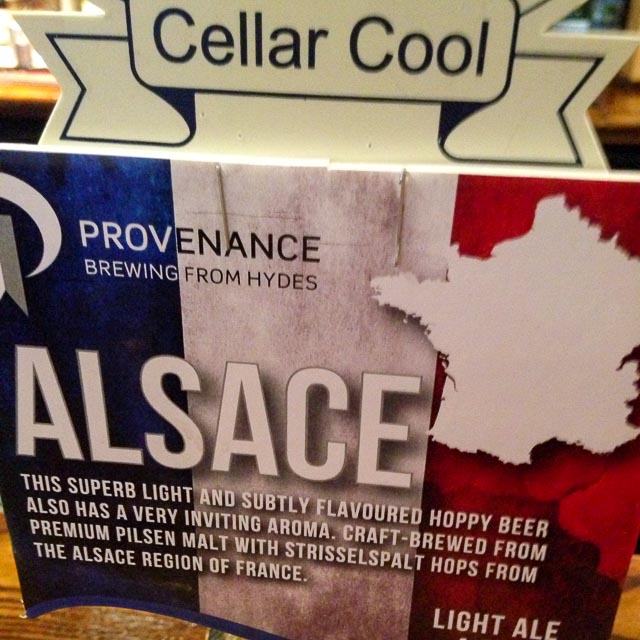 Cellar Cool
PROVENANCE
BREWING FROM HYDES
ALSACE
THIS SUPERB LIGHT AND SUBTLY FLAVOURED HOPPY BEER
ALSO HAS A VERY INVITING AROMA. CRAFT-BREWED FROM
PREMIUM PILSEN MALT WITH STRISSELSPALT HOPS FROM
THE ALSACE REGION OF FRANCE.
LIGHT ALE